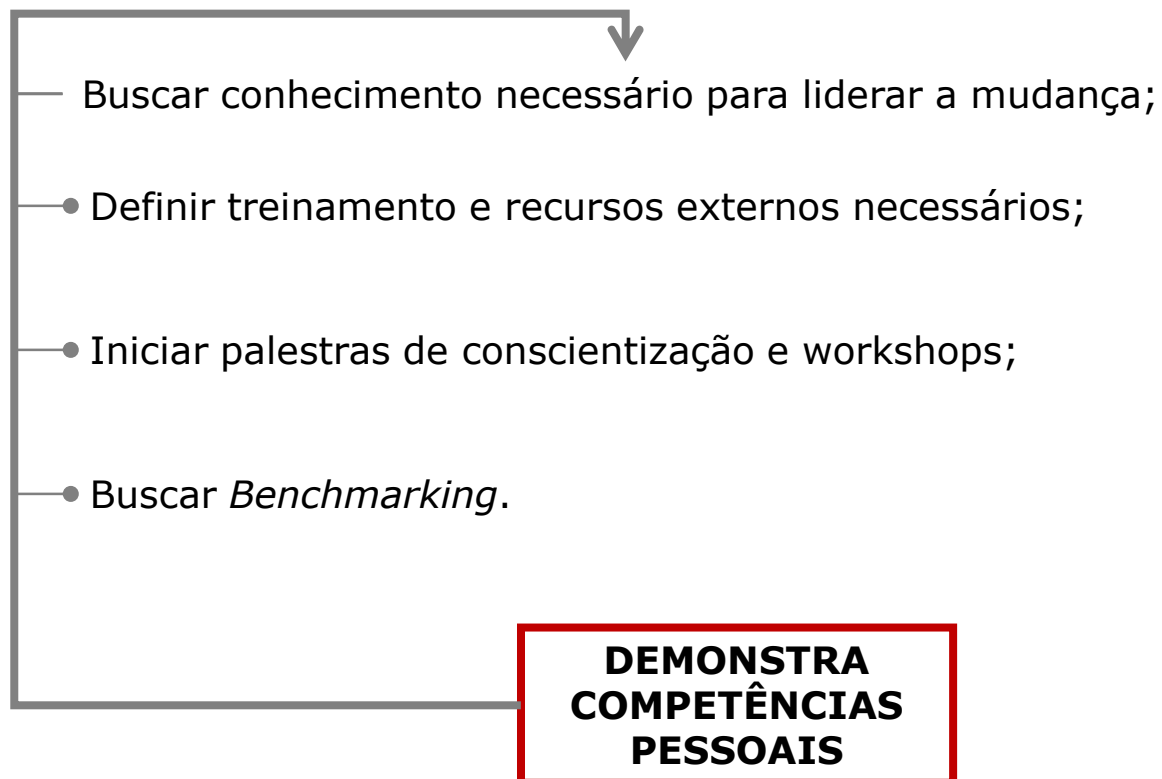 Buscar conhecimento necessário para liderar a mudança;
Definir treinamento e recursos externos necessários;
Iniciar palestras de conscientização e workshops;
Buscar Benchmarking.
DEMONSTRA
COMPETÊNCIAS
PESSOAIS